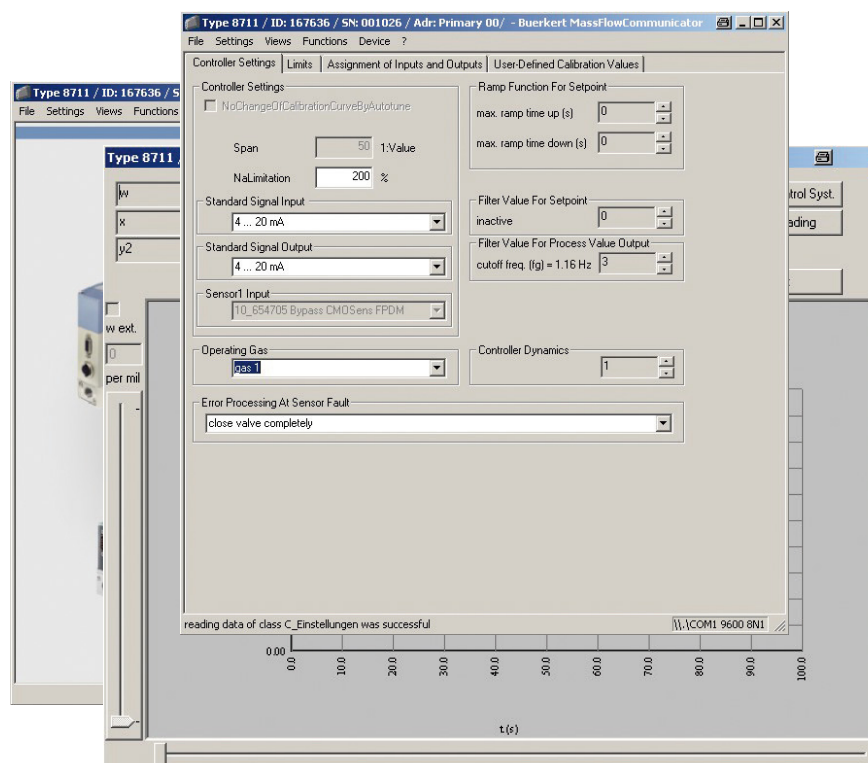 Type 8711 / ID: 167636 / SN: 001026 / Adr: Primary 00/  - Buerkert MassFlowCommunicator
File Settings Views Functions Device ?
Controller Settings Limits Assignment of Inputs and Outputs User-Defined Calibration Values
Controller Settings
NoChangeOfCalibrationCurveByAutotune
Span 50 1:Value
NaLimitation 200 %
Standard Signal Input
4 ... 20 mA
Standard Signal Output
4 ... 20 mA
Sensor1 Input
10_654705 Bypass CMOSens FPDM
Ramp Function For Setpoint
max. ramp time up (s) 0
max. ramp time down (s) 0
Filter Value For Setpoint
inactive 0
Filter Value For Process Value Output
cutoff freq. (fg) = 1.16 Hz 3
Operating Gas
gas 1
Controller Dynamics
1
Error Processing At Sensor Fault
close valve completely
reading data of class C_Einstellungen was successful \\.\COM1 9600 8N1
Type 8711 / ID: 167636 / S
File Settings Views Functions
Type 8711 /
w
x
y2
w ext.
0
per mil
trol Syst.
ading
0.00
0.0 10.0 20.0 30.0 40.0 50.0 60.0 70.0 80.0 90.0 100.0
t(s)